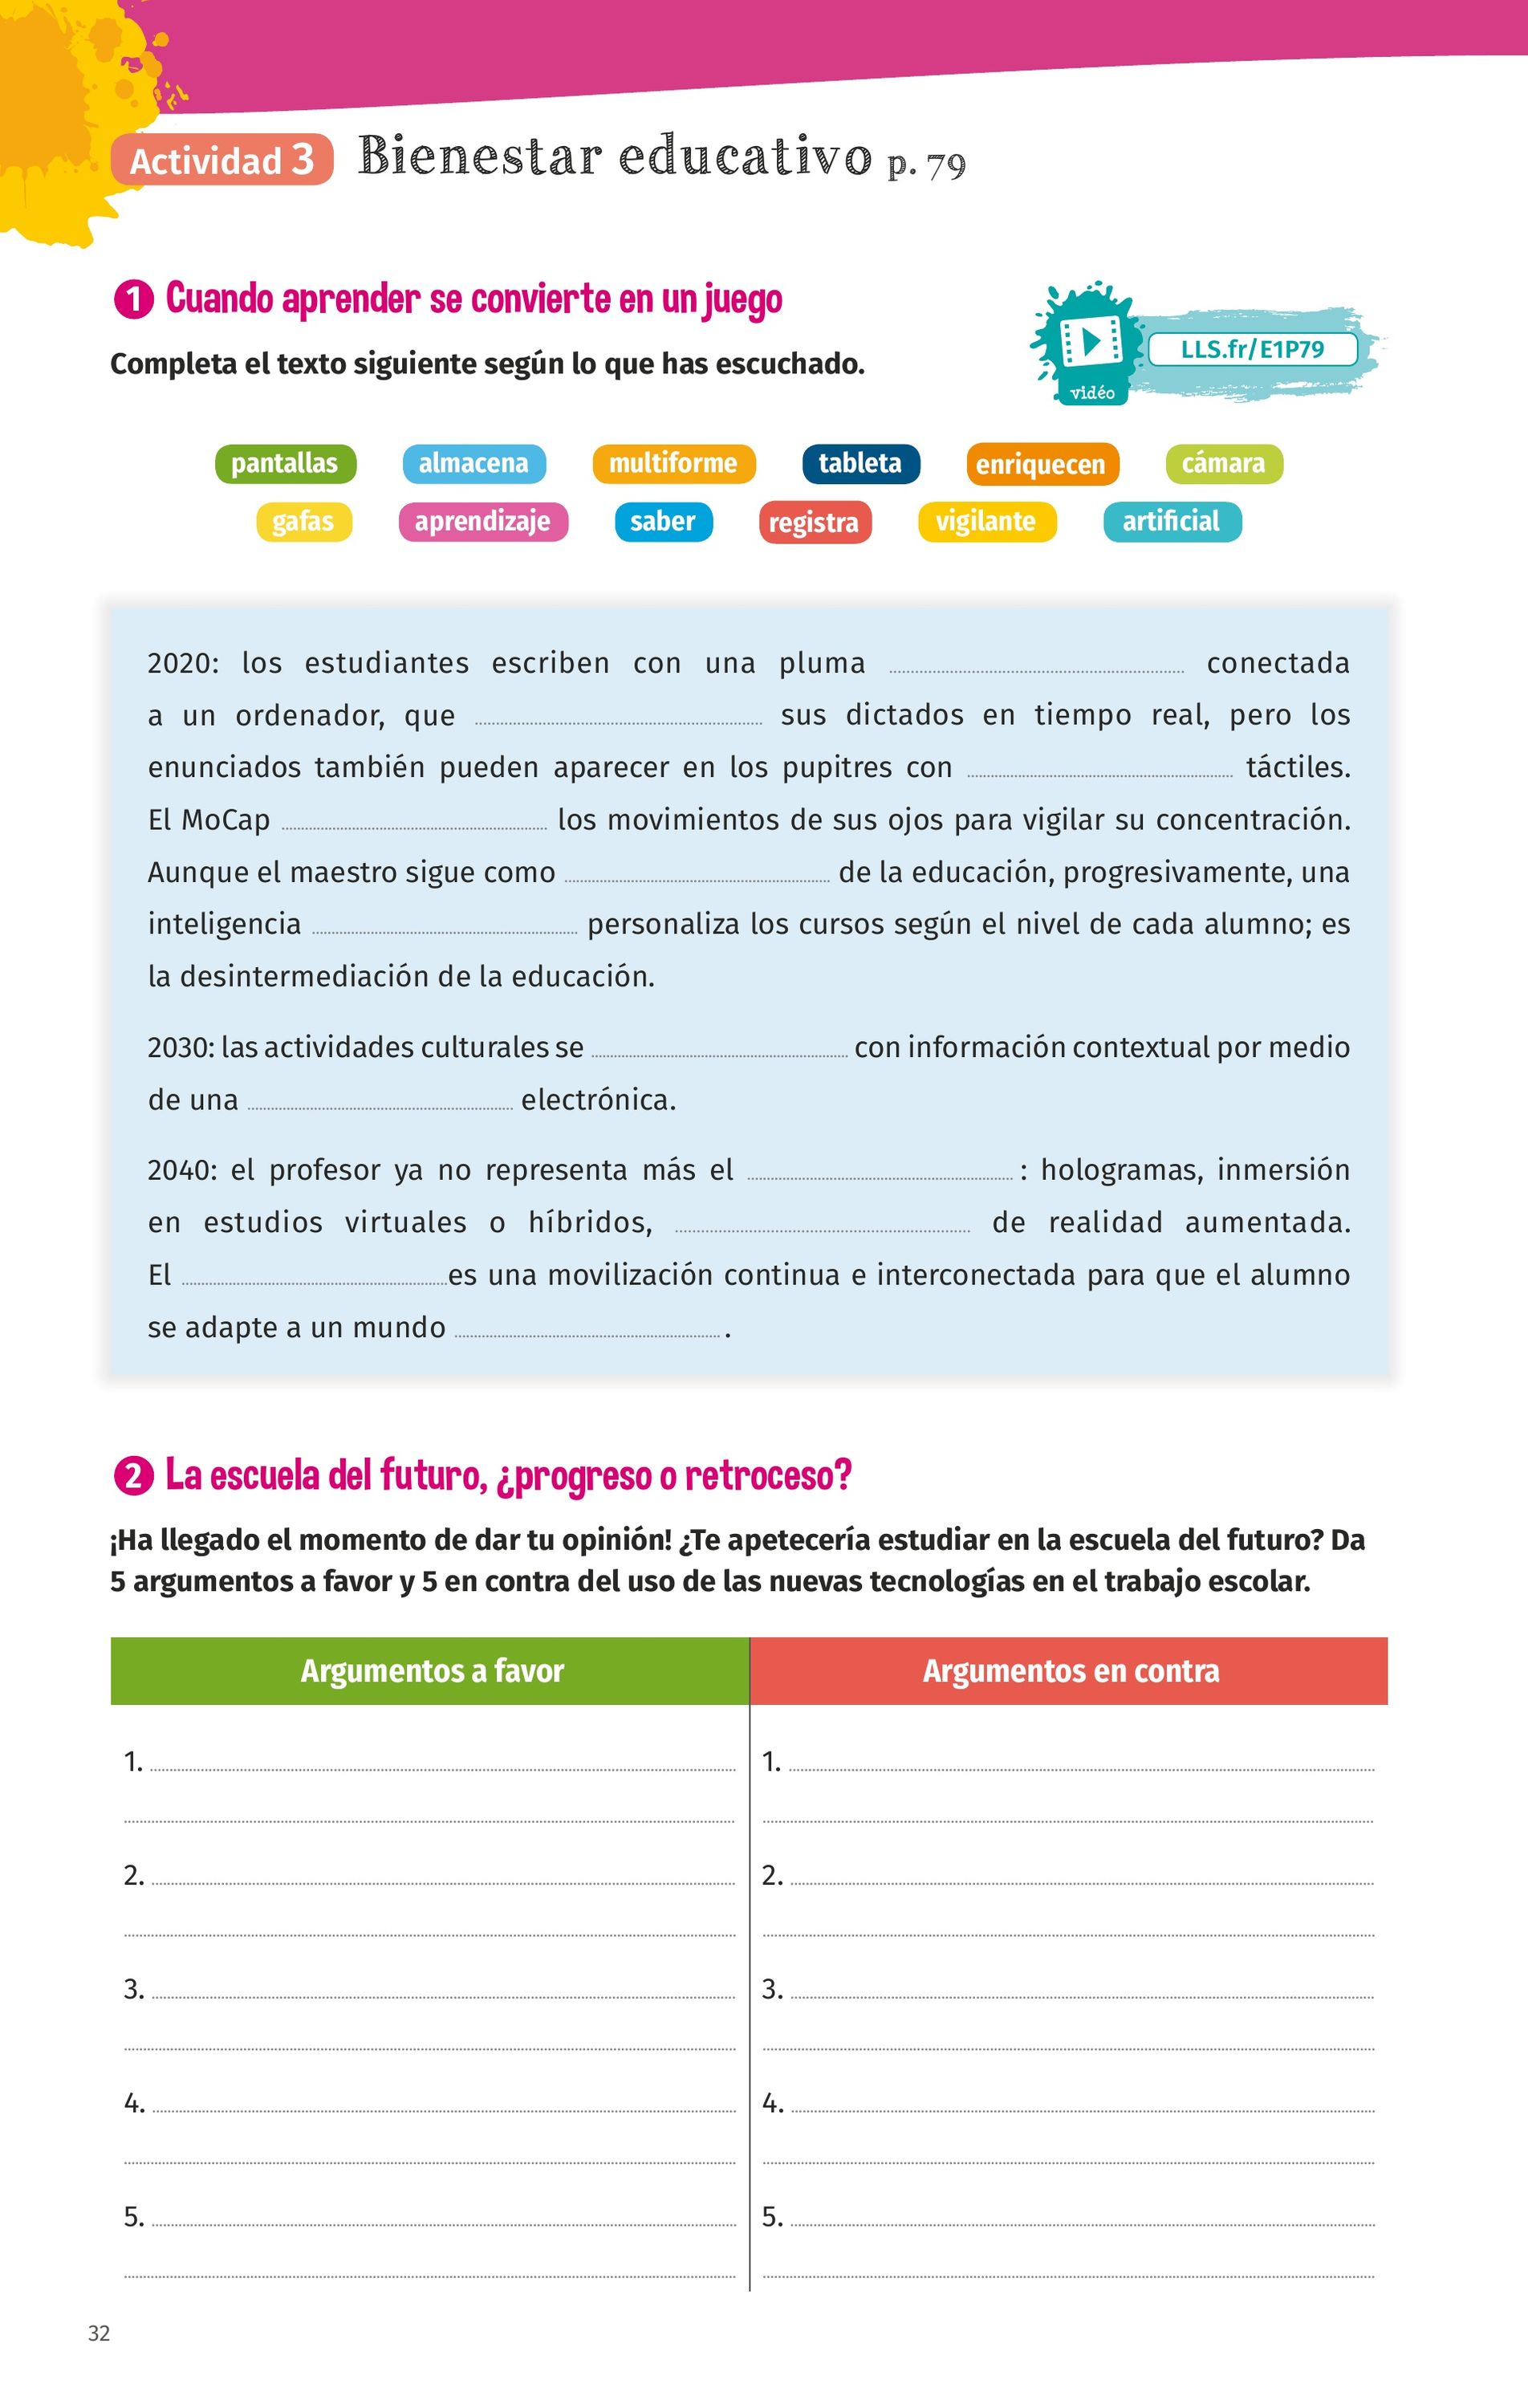 Actividad 3 Bienestar educativo p. 79
1 Cuando aprender se convierte en un juego
Completa el texto siguiente según lo que has escuchado.
vidéo
LLS.fr/E1P79
pantallas almacena multiforme tableta enriquecen cámara
gafas aprendizaje saber registra vigilante artificial
2020: los estudiantes escriben con una pluma ........ conectada
a un ordenador, que ........ sus dictados en tiempo real, pero los
enunciados también pueden aparecer en los pupitres con ........ táctiles.
El MoCap ........ los movimientos de sus ojos para vigilar su concentración.
Aunque el maestro sigue como ........ de la educación, progresivamente, una
inteligencia ........ personaliza los cursos según el nivel de cada alumno; es
la desintermediación de la educación.
2030: las actividades culturales se ........ con información contextual por medio
de una ........ electrónica.
2040: el profesor ya no representa más el ........ : hologramas, inmersión
en estudios virtuales o híbridos, ........ de realidad aumentada.
El ........ es una movilización continua e interconectada para que el alumno
se adapte a un mundo ........ .
2 La escuela del futuro, ¿progreso o retroceso?
¡Ha llegado el momento de dar tu opinión! ¿Te apetecería estudiar en la escuela del futuro? Da
5 argumentos a favor y 5 en contra del uso de las nuevas tecnologías en el trabajo escolar.
Argumentos a favor Argumentos en contra
1. ........ 1. ........
2. ........ 2. ........
3. ........ 3. ........
4. ........ 4. ........
5. ........ 5. ........
32